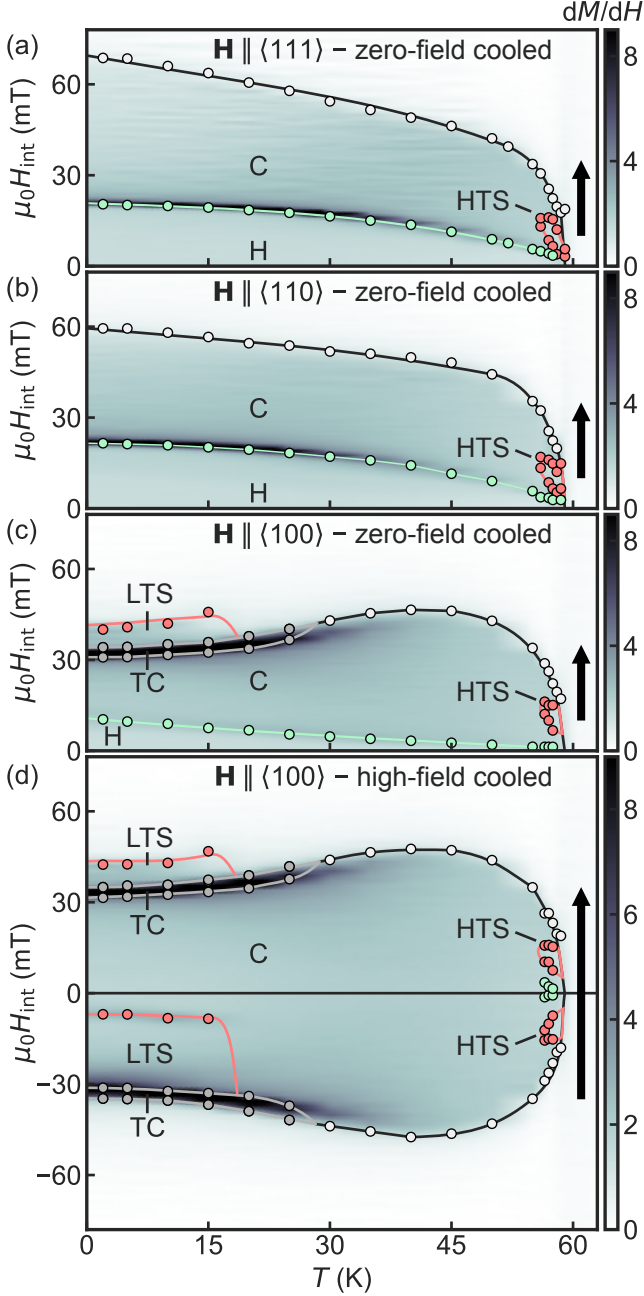 dM/dH
(a)
H ∥ ⟨111⟩ − zero-field cooled
60
30
0
μ0Hint (mT)
C
HTS
H
8
6
4
2
0
(b)
H ∥ ⟨110⟩ − zero-field cooled
60
30
0
μ0Hint (mT)
C
HTS
H
8
6
4
2
0
(c)
H ∥ ⟨100⟩ − zero-field cooled
60
30
0
μ0Hint (mT)
LTS
TC
C
HTS
H
8
6
4
2
0
(d)
H ∥ ⟨100⟩ − high-field cooled
60
30
0
−30
−60
μ0Hint (mT)
LTS
TC
C
HTS
LTS
HTS
TC
8
6
4
2
0
0
15
30
45
60
T (K)